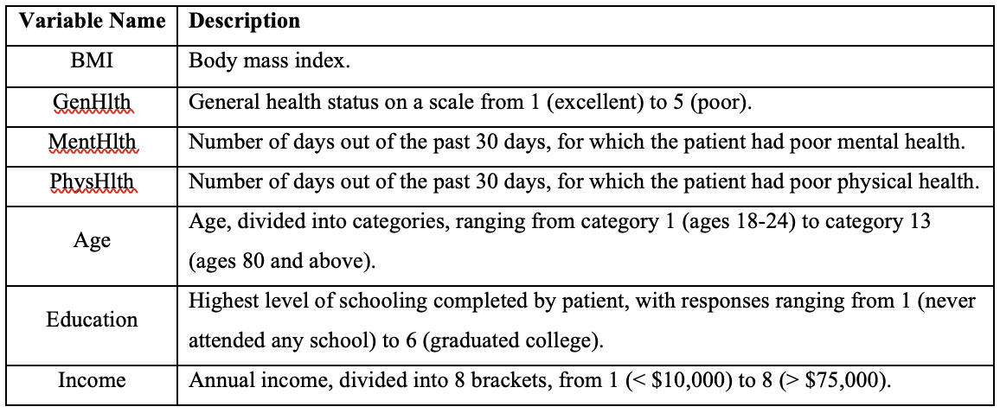 Variable Name Description
BMI Body mass index.
GenHlth General health status on a scale from 1 (excellent) to 5 (poor).
MentHlth Number of days out of the past 30 days, for which the patient had poor mental health.
PhysHlth Number of days out of the past 30 days, for which the patient had poor physical health.
Age Age, divided into categories, ranging from category 1 (ages 18-24) to category 13
(ages 80 and above).
Education Highest level of schooling completed by patient, with responses ranging from 1 (never
attended any school) to 6 (graduated college).
Income Annual income, divided into 8 brackets, from 1 (< $10,000) to 8 (> $75,000).